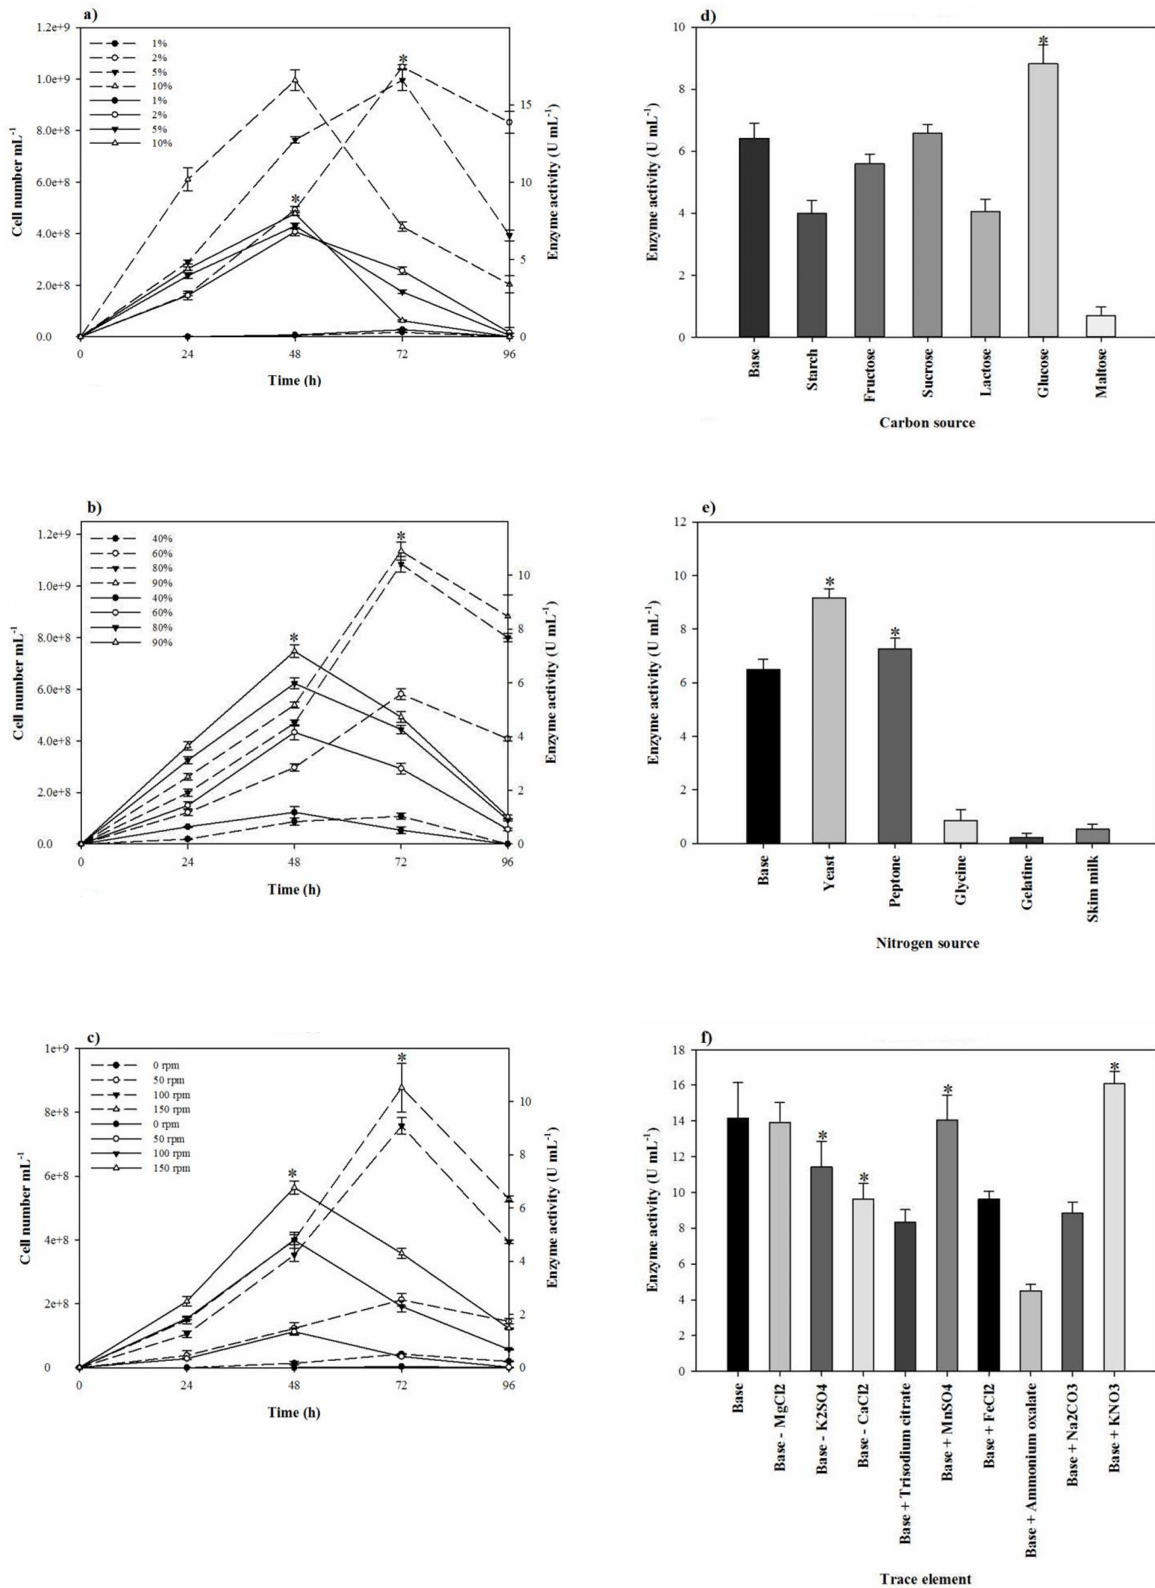 a)
1.2e+9
1.0e+9
8.0e+8
6.0e+8
4.0e+8
2.0e+8
0.0
Cell number mL-1
1%
2%
5%
10%
1%
2%
5%
10%
*
*
15
10
5
0
Enzyme activity (U mL-1)
0 24 48 72 96
Time (h)
d)
10
8
6
4
2
0
Enzyme activity (U mL-1)
*
Base Starch Fructose Sucrose Lactose Glucose Maltose
Carbon source
b)
1.2e+9
1.0e+9
8.0e+8
6.0e+8
4.0e+8
2.0e+8
0.0
Cell number mL-1
40%
60%
80%
90%
40%
60%
80%
90%
*
*
10
8
6
4
2
0
Enzyme activity (U mL-1)
0 24 48 72 96
Time (h)
e)
12
10
8
6
4
2
0
Enzyme activity (U mL-1)
* *
Base Yeast Peptone Glycine Gelatine Skim milk
Nitrogen source
c)
1e+9
8e+8
6e+8
4e+8
2e+8
0
Cell number mL-1
0 rpm
50 rpm
100 rpm
150 rpm
0 rpm
50 rpm
100 rpm
150 rpm
*
*
10
8
6
4
2
0
Enzyme activity (U mL-1)
0 24 48 72 96
Time (h)
f)
18
16
14
12
10
8
6
4
2
0
Enzyme activity (U mL-1)
* * * *
Base
Base - MgCl2
Base - K2SO4
Base - CaCl2
Base + Trisodium citrate
Base + MnSO4
Base + FeCl2
Base + Ammonium oxalate
Base + Na2CO3
Base + KNO3
Trace element